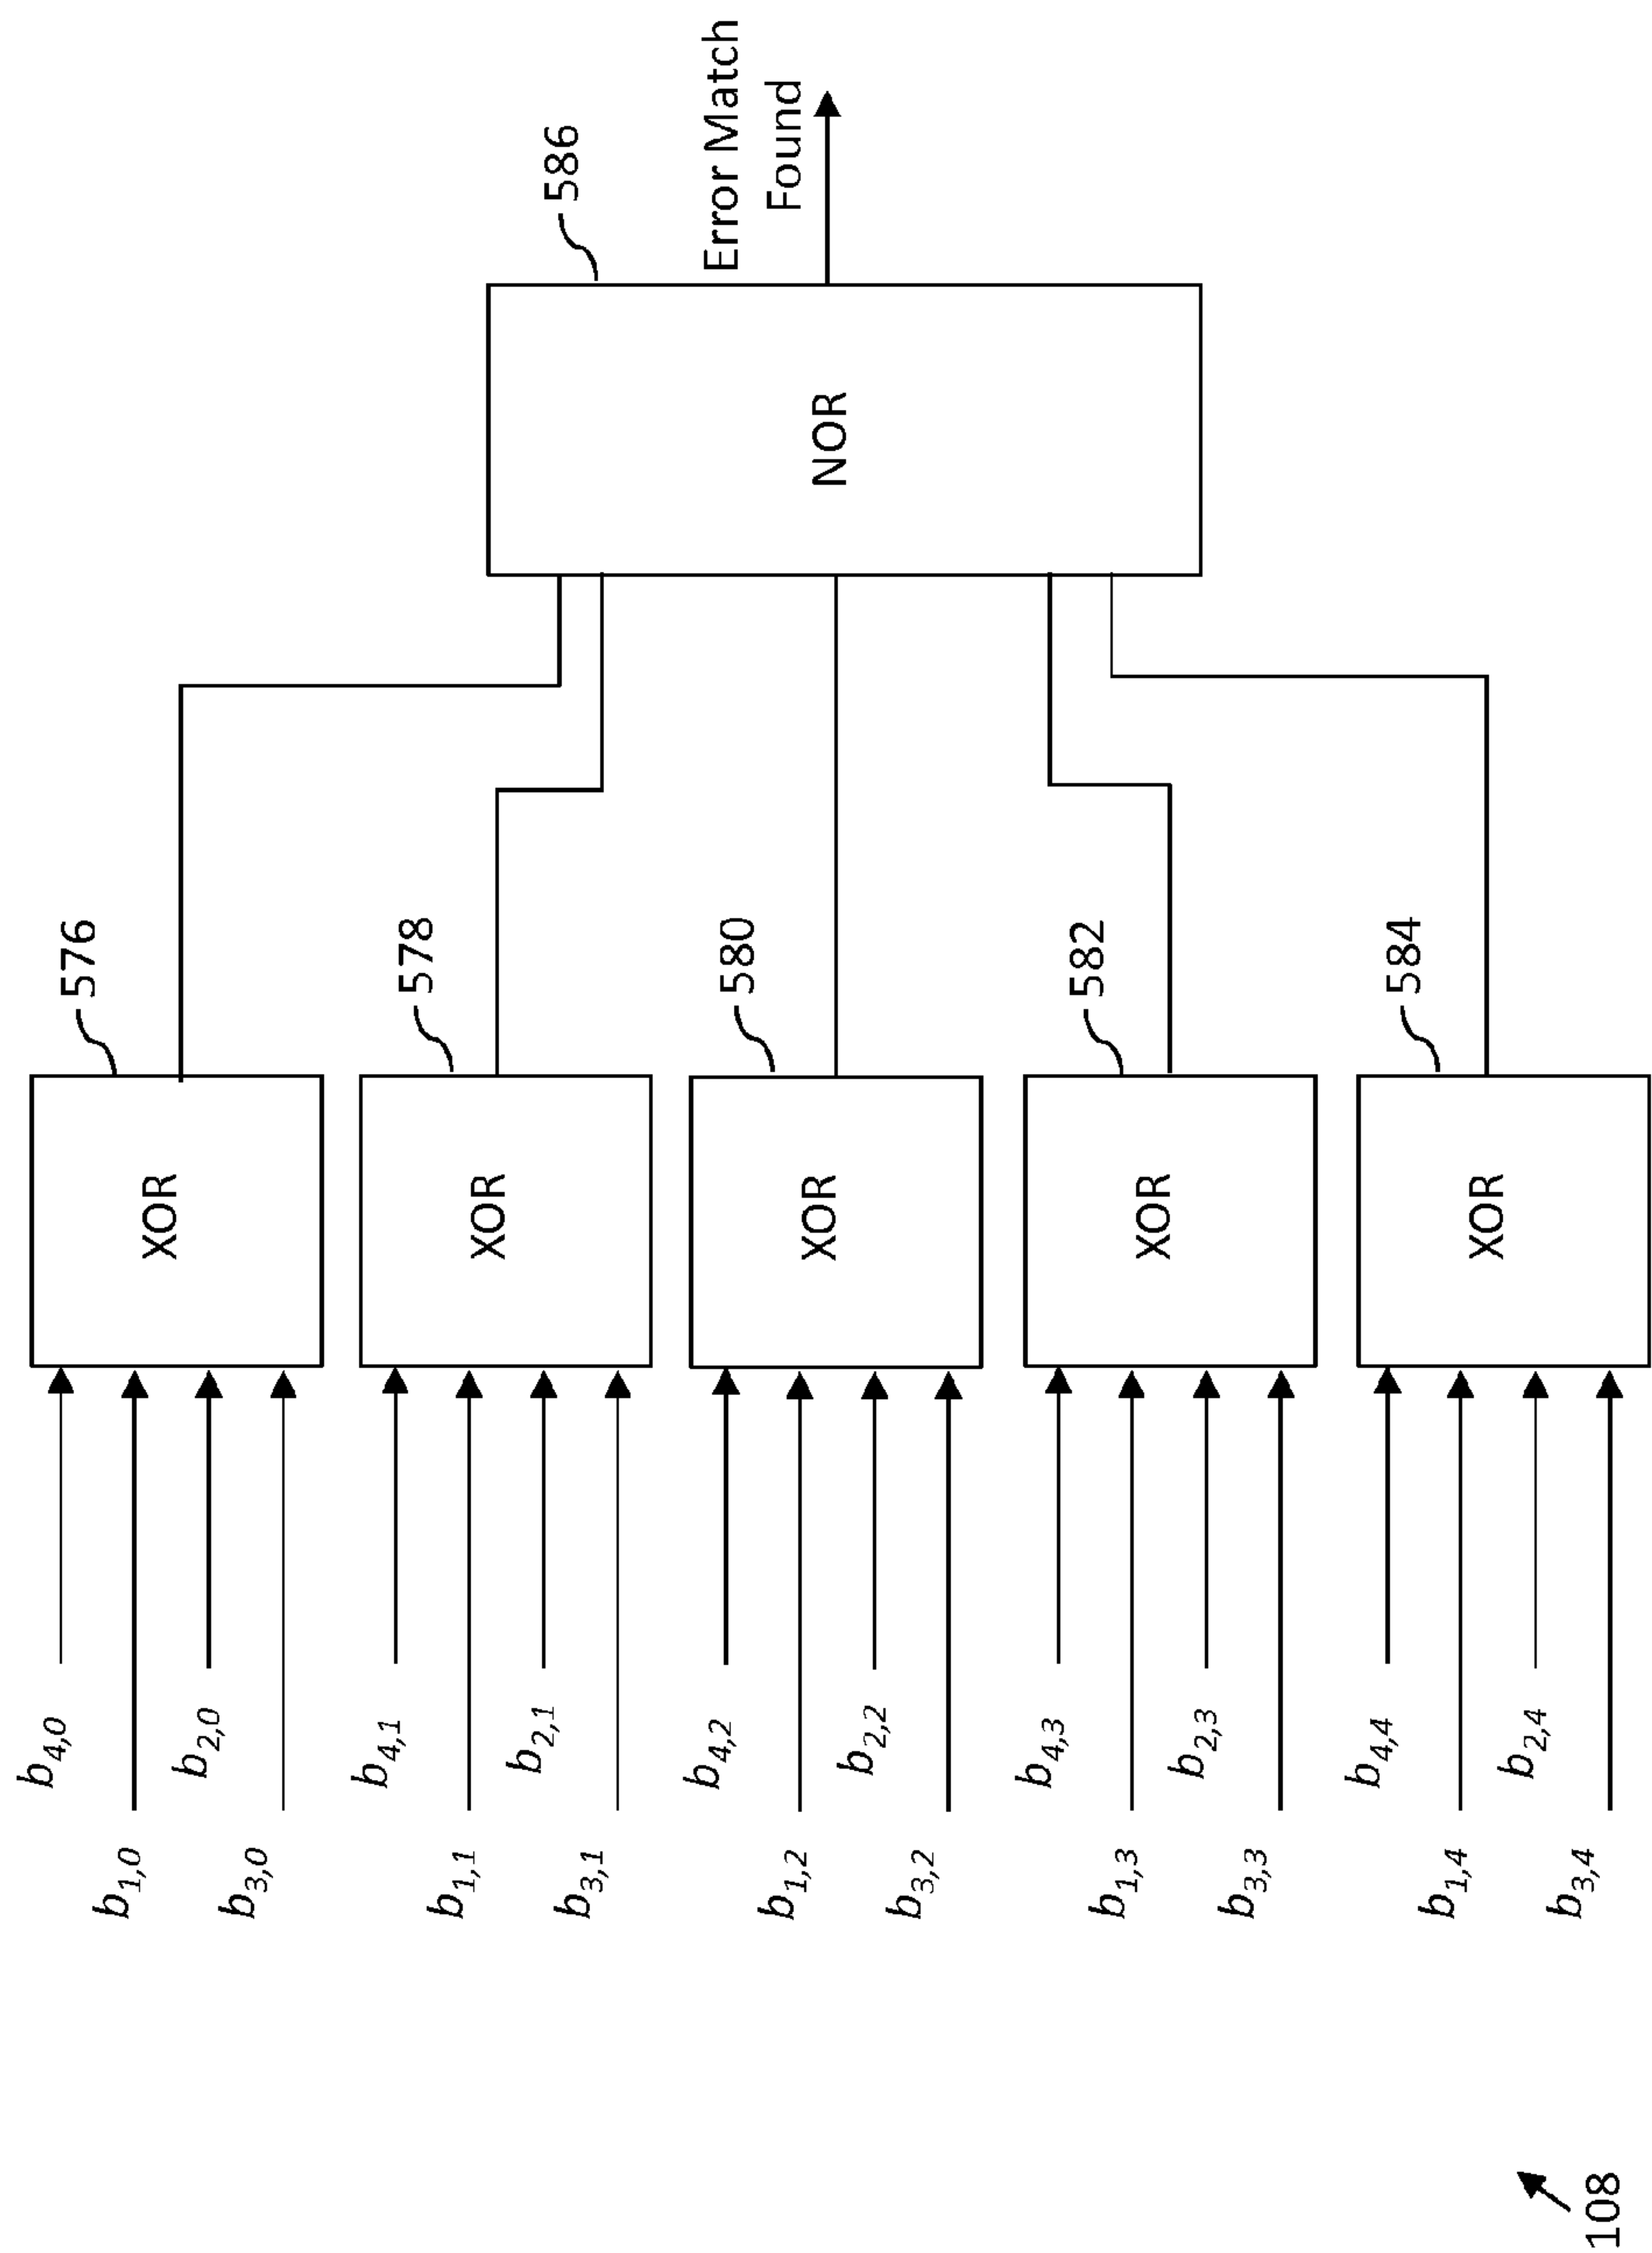 b4,0
b1,0
b2,0
b3,0
XOR
576
b4,1
b1,1
b2,1
b3,1
XOR
578
b4,2
b1,2
b2,2
b3,2
XOR
580
b4,3
b1,3
b2,3
b3,3
XOR
582
b4,4
b1,4
b2,4
b3,4
XOR
584
NOR
586
Error Match
Found
108